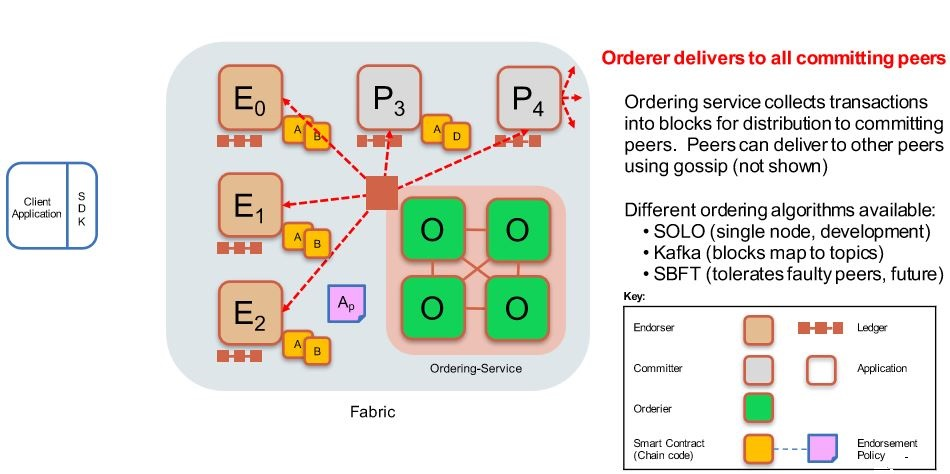 Orderer delivers to all committing peers
Ordering service collects transactions
into blocks for distribution to committing
peers. Peers can deliver to other peers
using gossip (not shown)
Different ordering algorithms available:
• SOLO (single node, development)
• Kafka (blocks map to topics)
• SBFT (tolerates faulty peers, future)
Client
Application
S
D
K
E0
A
B
P3
A
D
P4
E1
A
B
E2
A
B
Ap
O
O
O
O
Ordering-Service
Fabric
Key:
Endorser
Ledger
Committer
Application
Orderier
Smart Contract
(Chain code)
Endorsement
Policy